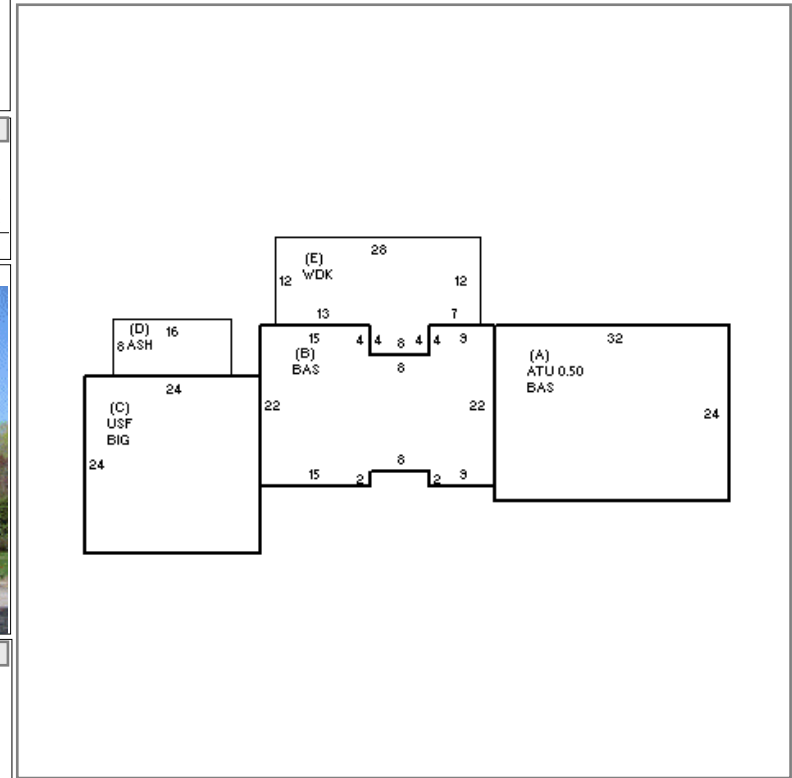 28
(E)
WDK
12 12
13 7
(D) 16
8 ASH
15 4 4 8 4 4 9
(B)
BAS
8
32
(A)
ATU 0.50
BAS
24
24
(C)
USF
BIG
22 22
24
8
15 2 2 9